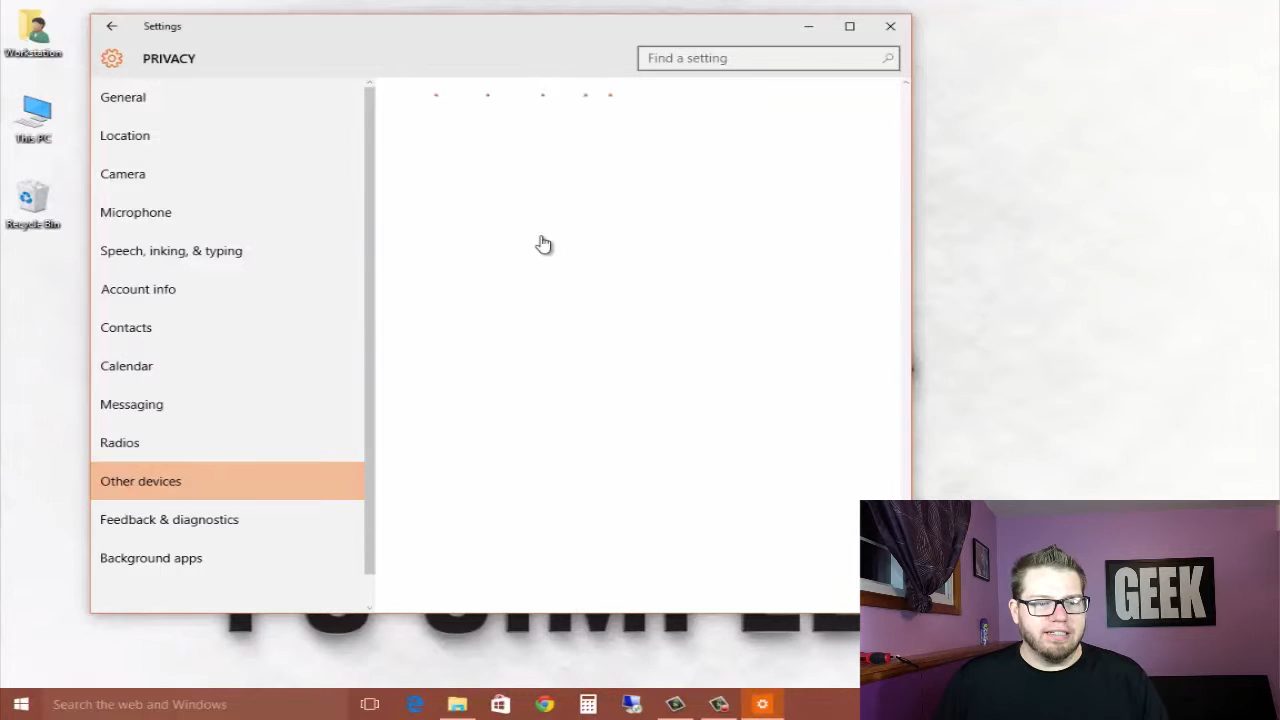 Workstation
This PC
Recycle Bin
Settings
PRIVACY
Find a setting
General
Location
Camera
Microphone
Speech, inking, & typing
Account info
Contacts
Calendar
Messaging
Radios
Other devices
Feedback & diagnostics
Background apps
GEEK
Search the web and Windows